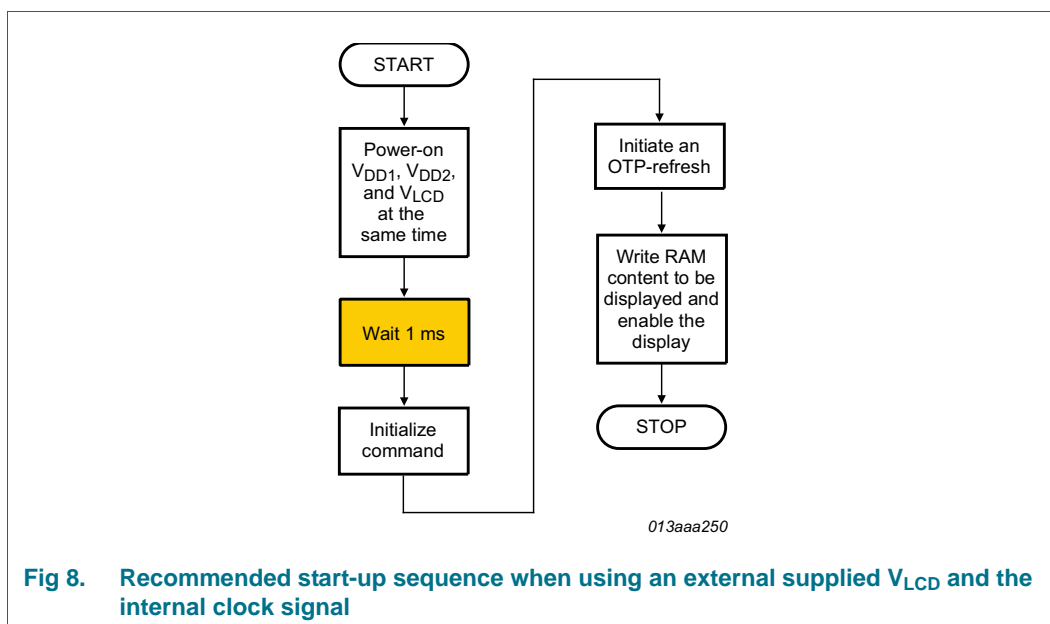 START
Power-on
VDD1, VDD2,
and VLCD
at the
same time
Wait 1 ms
Initialize
command
Initiate an
OTP-refresh
Write RAM
content to be
displayed and
enable the
display
STOP
013aaa250
Fig 8. Recommended start-up sequence when using an external supplied VLCD and the
internal clock signal